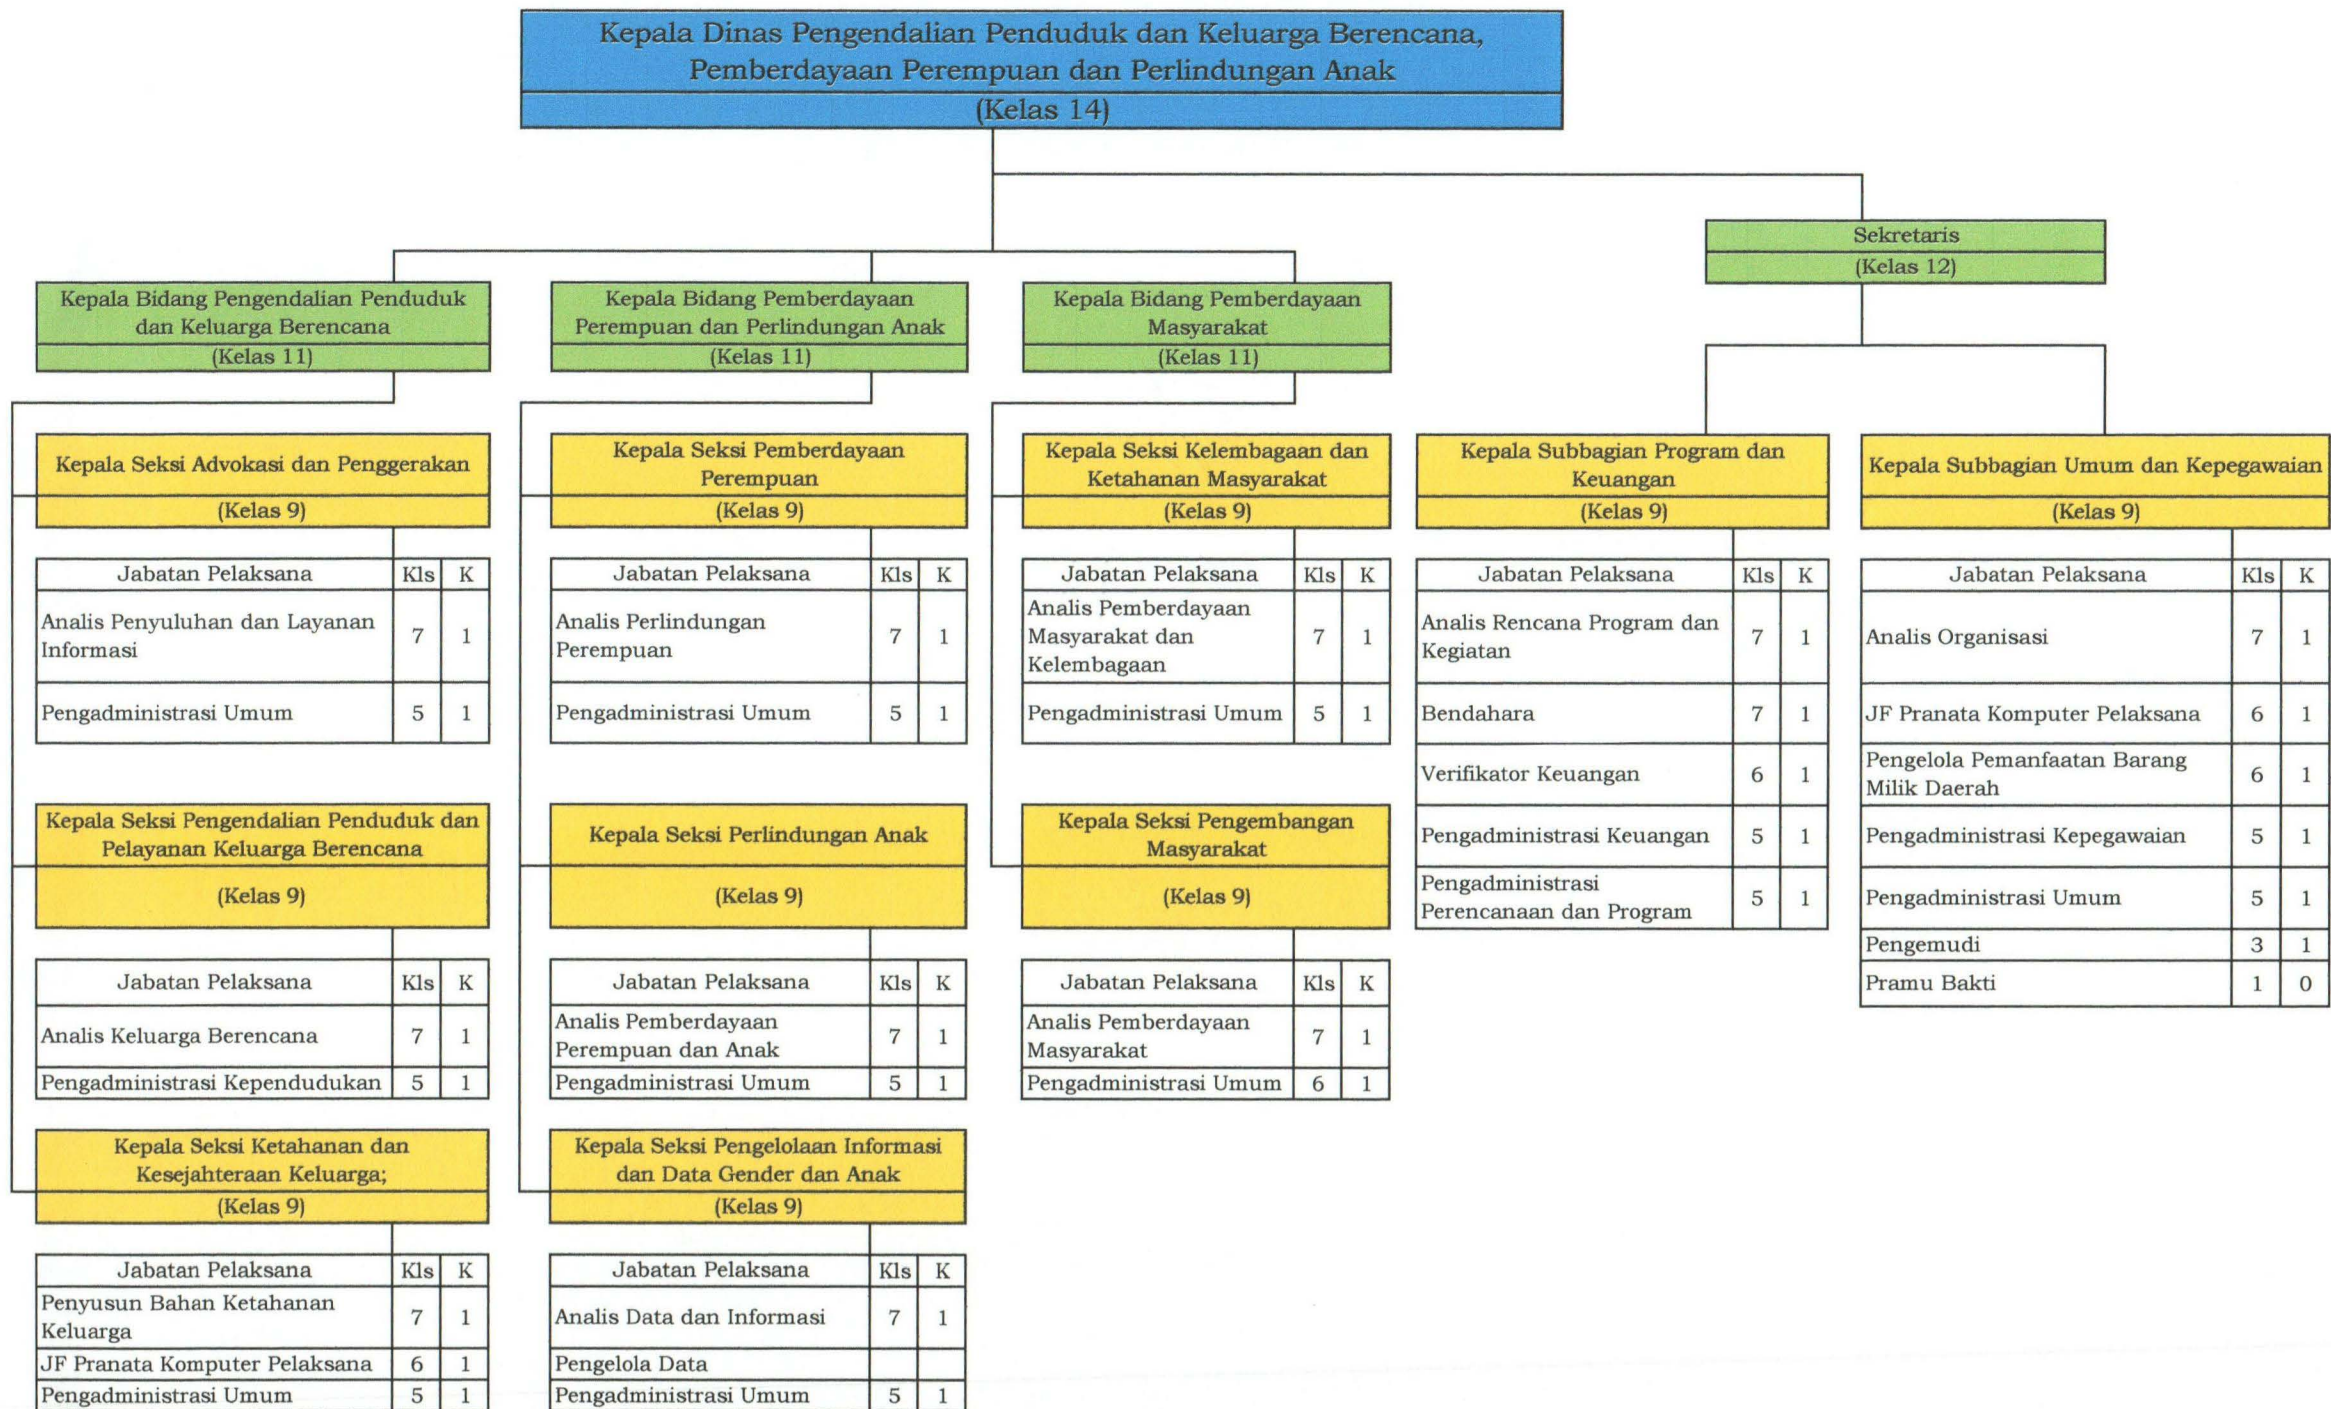 Kepala Dinas Pengendalian Penduduk dan Keluarga Berencana,
Pemberdayaan Perempuan dan Perlindungan Anak
(Kelas 14)
Sekretaris
(Kelas 12)
Kepala Bidang Pengendalian Penduduk
dan Keluarga Berencana
(Kelas 11)
Kepala Bidang Pemberdayaan
Perempuan dan Perlindungan Anak
(Kelas 11)
Kepala Bidang Pemberdayaan
Masyarakat
(Kelas 11)
Kepala Seksi Advokasi dan Penggerakan
(Kelas 9)
Jabatan Pelaksana Kls K
Analis Penyuluhan dan Layanan
Informasi 7 1
Pengadministrasi Umum 5 1
Kepala Seksi Pengendalian Penduduk dan
Pelayanan Keluarga Berencana
(Kelas 9)
Jabatan Pelaksana Kls K
Analis Keluarga Berencana 7 1
Pengadministrasi Kependudukan 5 1
Kepala Seksi Ketahanan dan
Kesejahteraan Keluarga;
(Kelas 9)
Jabatan Pelaksana Kls K
Penyusun Bahan Ketahanan
Keluarga 7 1
JF Pranata Komputer Pelaksana 6 1
Pengadministrasi Umum 5 1
Kepala Seksi Pemberdayaan
Perempuan
(Kelas 9)
Jabatan Pelaksana Kls K
Analis Perlindungan
Perempuan 7 1
Pengadministrasi Umum 5 1
Kepala Seksi Perlindungan Anak
(Kelas 9)
Jabatan Pelaksana Kls K
Analis Pemberdayaan
Perempuan dan Anak 7 1
Pengadministrasi Umum 5 1
Kepala Seksi Pengelolaan Informasi
dan Data Gender dan Anak
(Kelas 9)
Jabatan Pelaksana Kls K
Analis Data dan Informasi 7 1
Pengelola Data
Pengadministrasi Umum 5 1
Kepala Seksi Kelembagaan dan
Ketahanan Masyarakat
(Kelas 9)
Jabatan Pelaksana Kls K
Analis Pemberdayaan
Masyarakat dan
Kelembagaan 7 1
Pengadministrasi Umum 5 1
Kepala Seksi Pengembangan
Masyarakat
(Kelas 9)
Jabatan Pelaksana Kls K
Analis Pemberdayaan
Masyarakat 7 1
Pengadministrasi Umum 6 1
Kepala Subbagian Program dan
Keuangan
(Kelas 9)
Jabatan Pelaksana Kls K
Analis Rencana Program dan
Kegiatan 7 1
Bendahara 7 1
Verifikator Keuangan 6 1
Pengadministrasi Keuangan 5 1
Pengadministrasi
Perencanaan dan Program 5 1
Kepala Subbagian Umum dan Kepegawaian
(Kelas 9)
Jabatan Pelaksana Kls K
Analis Organisasi 7 1
JF Pranata Komputer Pelaksana 6 1
Pengelola Pemanfaatan Barang
Milik Daerah 6 1
Pengadministrasi Kepegawaian 5 1
Pengadministrasi Umum 5 1
Pengemudi 3 1
Pramu Bakti 1 0